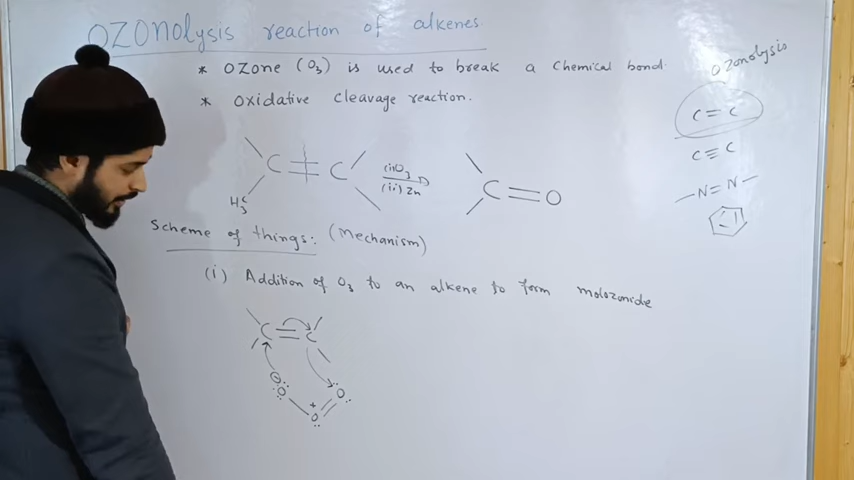 OZONolysis reaction of alkenes
* OZone (O3) is used to break a chemical bond.
* Oxidative cleavage reaction.
Ozonolysis
C = C
C ≡ C
— N = N —
C = C
H3C
(i) O3
(ii) Zn
C = O
Scheme of things: (Mechanism)
(i) Addition of O3 to an alkene to form molozonide
C = C
O
O
+
O